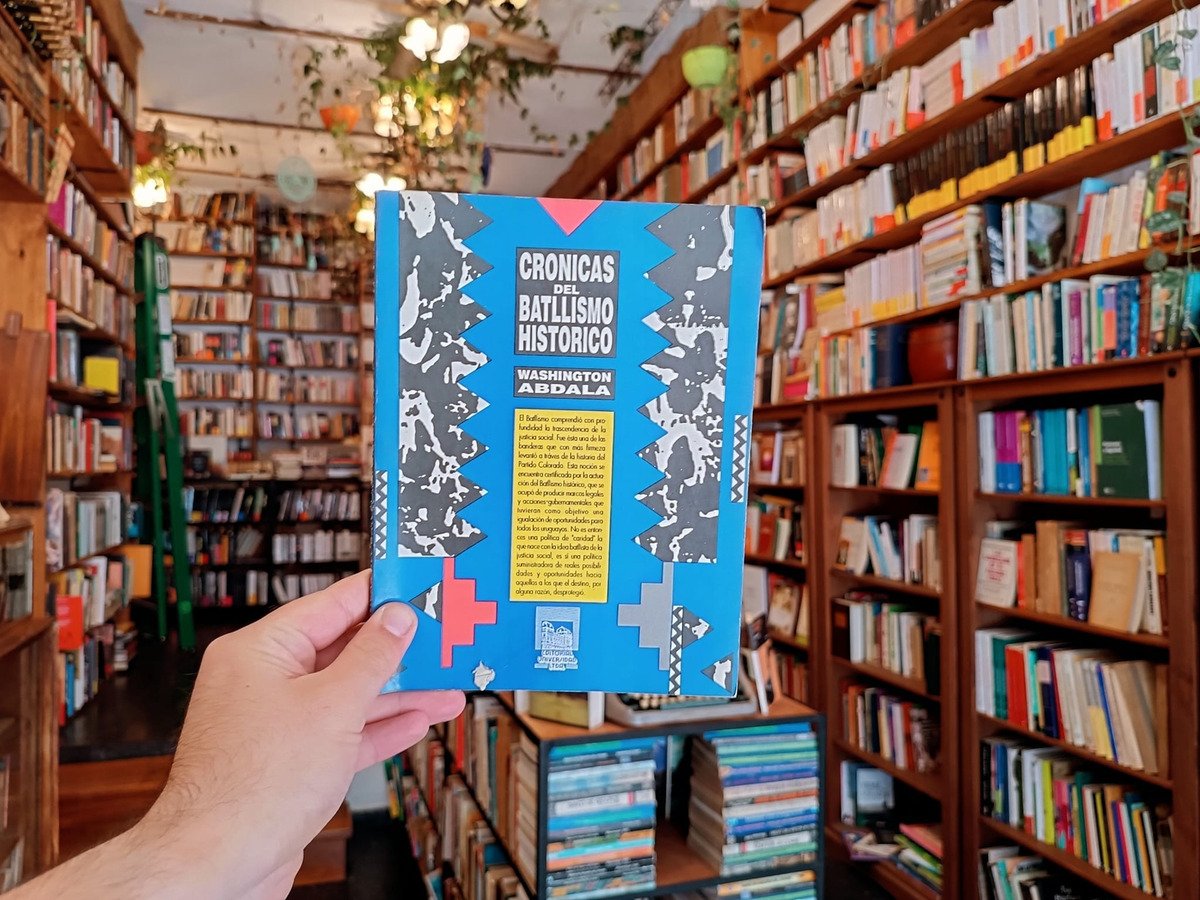 CRONICAS
DEL
BATLLISMO
HISTORICO
WASHINGTON
ABDALA
El Batllismo comprendió con pro-
fundidad la trascendencia de la
justicia social. Fue ésta una de las
banderas que con más firmeza
levantó a través de la historia del
Partido Colorado. Esta noción se
encuentra certificada por la actua-
ción del Batllismo histórico, que se
ocupó de producir marcos legales
y acciones gubernamentales que
tuvieran como objetivo una
igualación de oportunidades para
todos los uruguayos. No es enton-
ces una política de "caridad" la
que nace con la idea batllista de la
justicia social, es sí una política
suministradora de reales posibili-
dades y oportunidades hacia
aquellos a los que el destino, por
alguna razón, desprotegió.
EDITORIAL
UNIVERSIDAD
LTDA